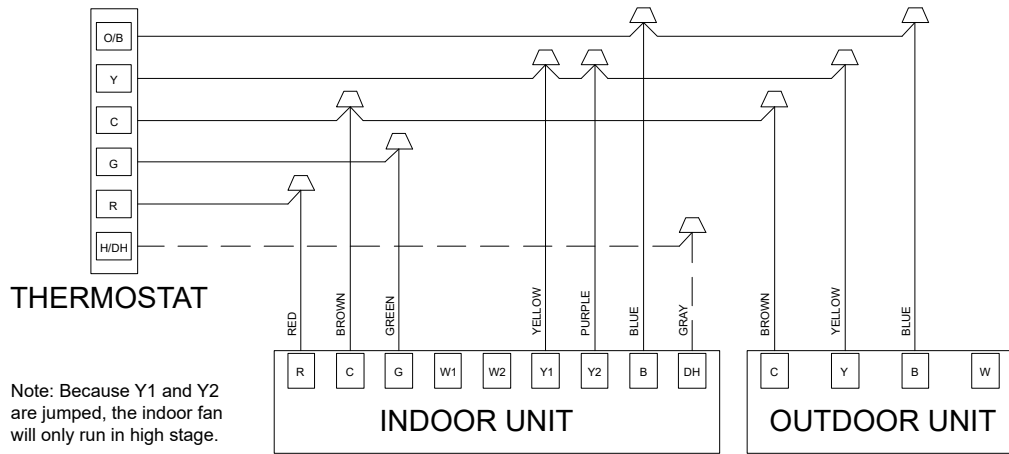 O/B
Y
C
G
R
H/DH
THERMOSTAT
RED
BROWN
GREEN
YELLOW
PURPLE
BLUE
GRAY
BROWN
YELLOW
BLUE
R C G W1 W2 Y1 Y2 B DH
C Y B W
INDOOR UNIT
OUTDOOR UNIT
Note: Because Y1 and Y2
are jumped, the indoor fan
will only run in high stage.